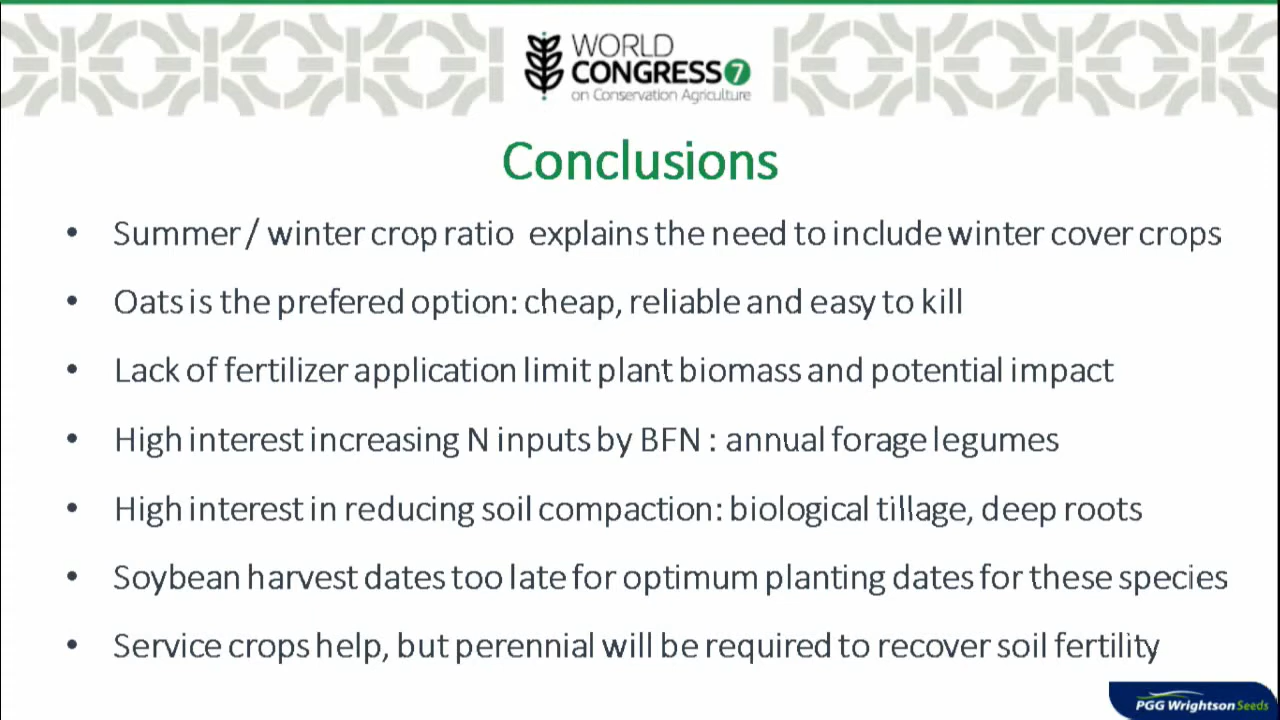 WORLD
CONGRESS 7
on Conservation Agriculture
Conclusions
• Summer / winter crop ratio explains the need to include winter cover crops
• Oats is the prefered option: cheap, reliable and easy to kill
• Lack of fertilizer application limit plant biomass and potential impact
• High interest increasing N inputs by BFN : annual forage legumes
• High interest in reducing soil compaction: biological tillage, deep roots
• Soybean harvest dates too late for optimum planting dates for these species
• Service crops help, but perennial will be required to recover soil fertility
PGG Wrightson Seeds